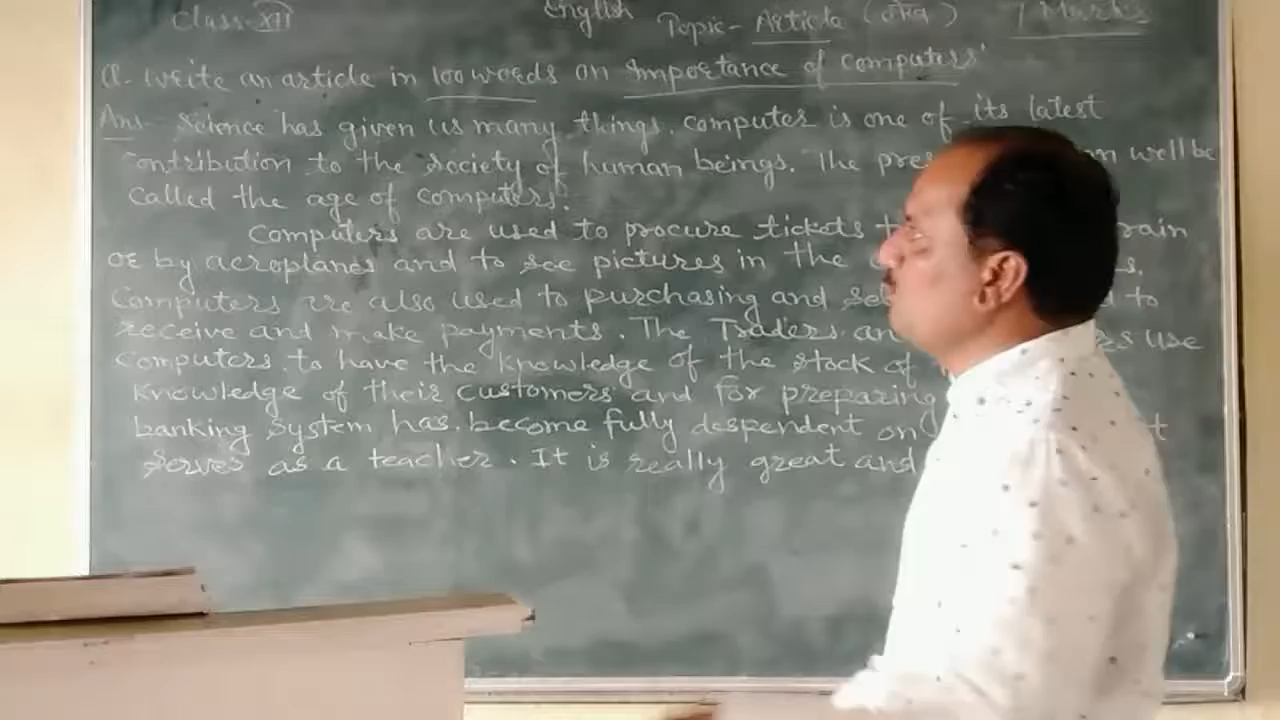 Class-XII English Topic- Article (लेख) 7 Marks
Q. Write an article in 100 words on Importance of computers'
Ans- Science has given us many things. computer is one of its latest
contribution to the society of human beings. The well be
called the age of computers.
Computers are used to procure tickets
or by aeroplanes and to see pictures in the
Computers are also used to purchasing and to
receive and make payments. The Traders use
Computers to have the knowledge of the stock of
knowledge of their customers and for preparing
banking system has become fully despendent on
serves as a teacher. It is really great and